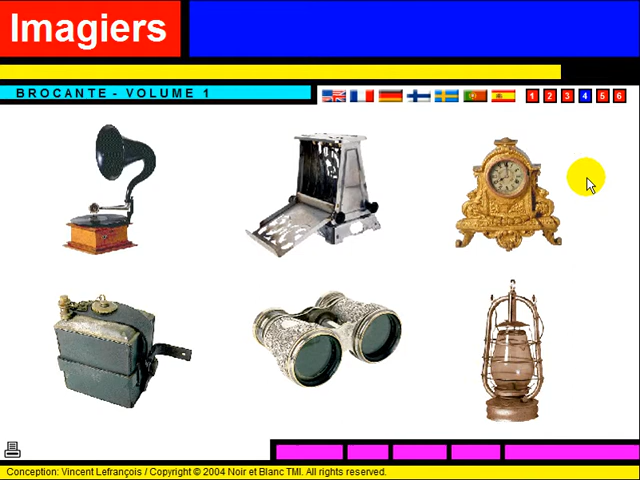 Imagiers
BROCANTE - VOLUME 1
1 2 3 4 5 6
Conception: Vincent Lefrançois / Copyright © 2004 Noir et Blanc TMI. All rights reserved.